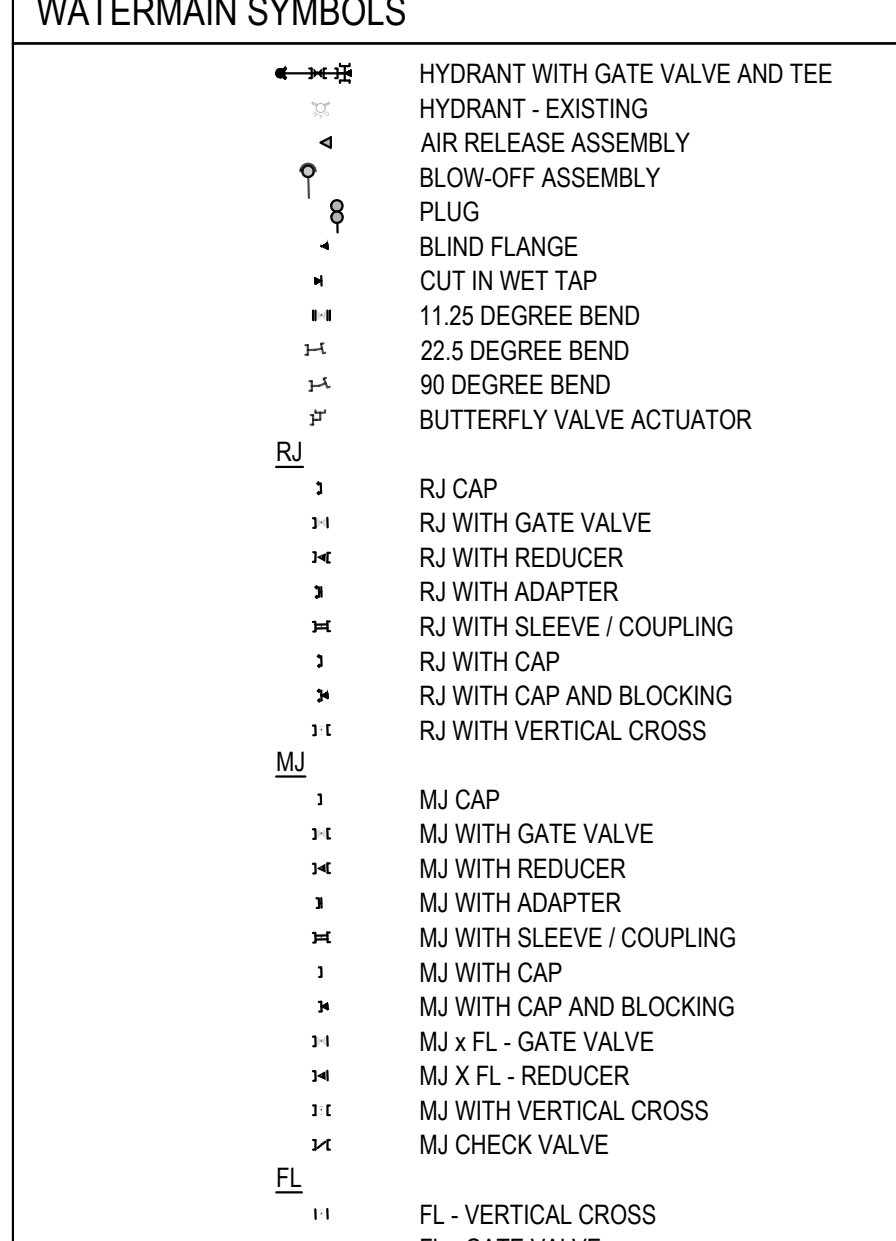 WATERMAIN SYMBOLS
HYDRANT WITH GATE VALVE AND TEE
HYDRANT - EXISTING
AIR RELEASE ASSEMBLY
BLOW-OFF ASSEMBLY
PLUG
BLIND FLANGE
CUT IN WET TAP
11.25 DEGREE BEND
22.5 DEGREE BEND
90 DEGREE BEND
BUTTERFLY VALVE ACTUATOR
RJ
RJ CAP
RJ WITH GATE VALVE
RJ WITH REDUCER
RJ WITH ADAPTER
RJ WITH SLEEVE / COUPLING
RJ WITH CAP
RJ WITH CAP AND BLOCKING
RJ WITH VERTICAL CROSS
MJ
MJ CAP
MJ WITH GATE VALVE
MJ WITH REDUCER
MJ WITH ADAPTER
MJ WITH SLEEVE / COUPLING
MJ WITH CAP
MJ WITH CAP AND BLOCKING
MJ x FL - GATE VALVE
MJ X FL - REDUCER
MJ WITH VERTICAL CROSS
MJ CHECK VALVE
FL
FL - VERTICAL CROSS